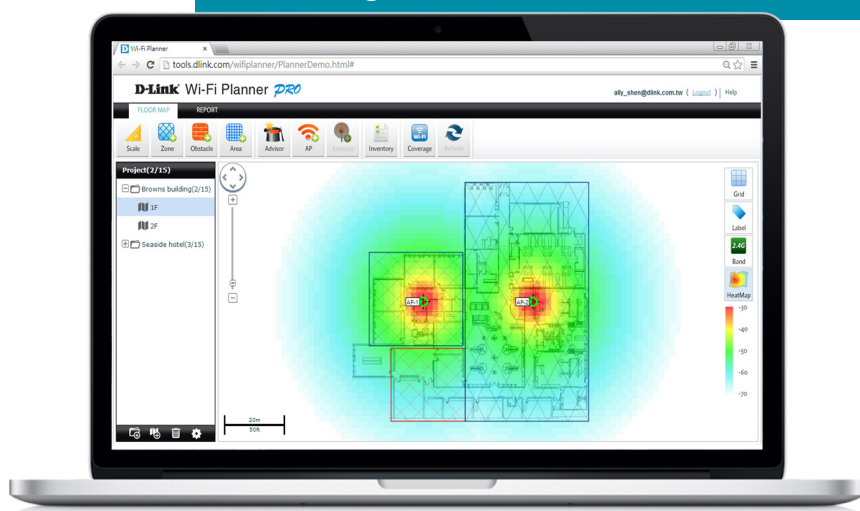 Wi-Fi Planner
tools.dlink.com/wifiplanner/PlannerDemo.html#
D-Link Wi-Fi Planner PRO
ally_shen@dlink.com.tw ( Logout ) | Help
FLOOR MAP REPORT
Scale Zone Obstacle Area Advisor AP Antenna Inventory Coverage Refresh
Project(2/15)
Browns building(2/15)
1F
2F
Seaside hotel(3/15)
Grid
Label
2.4G
Band
HeatMap
-30
-40
-50
-60
-70
AP-1 AP-2
20m
50ft